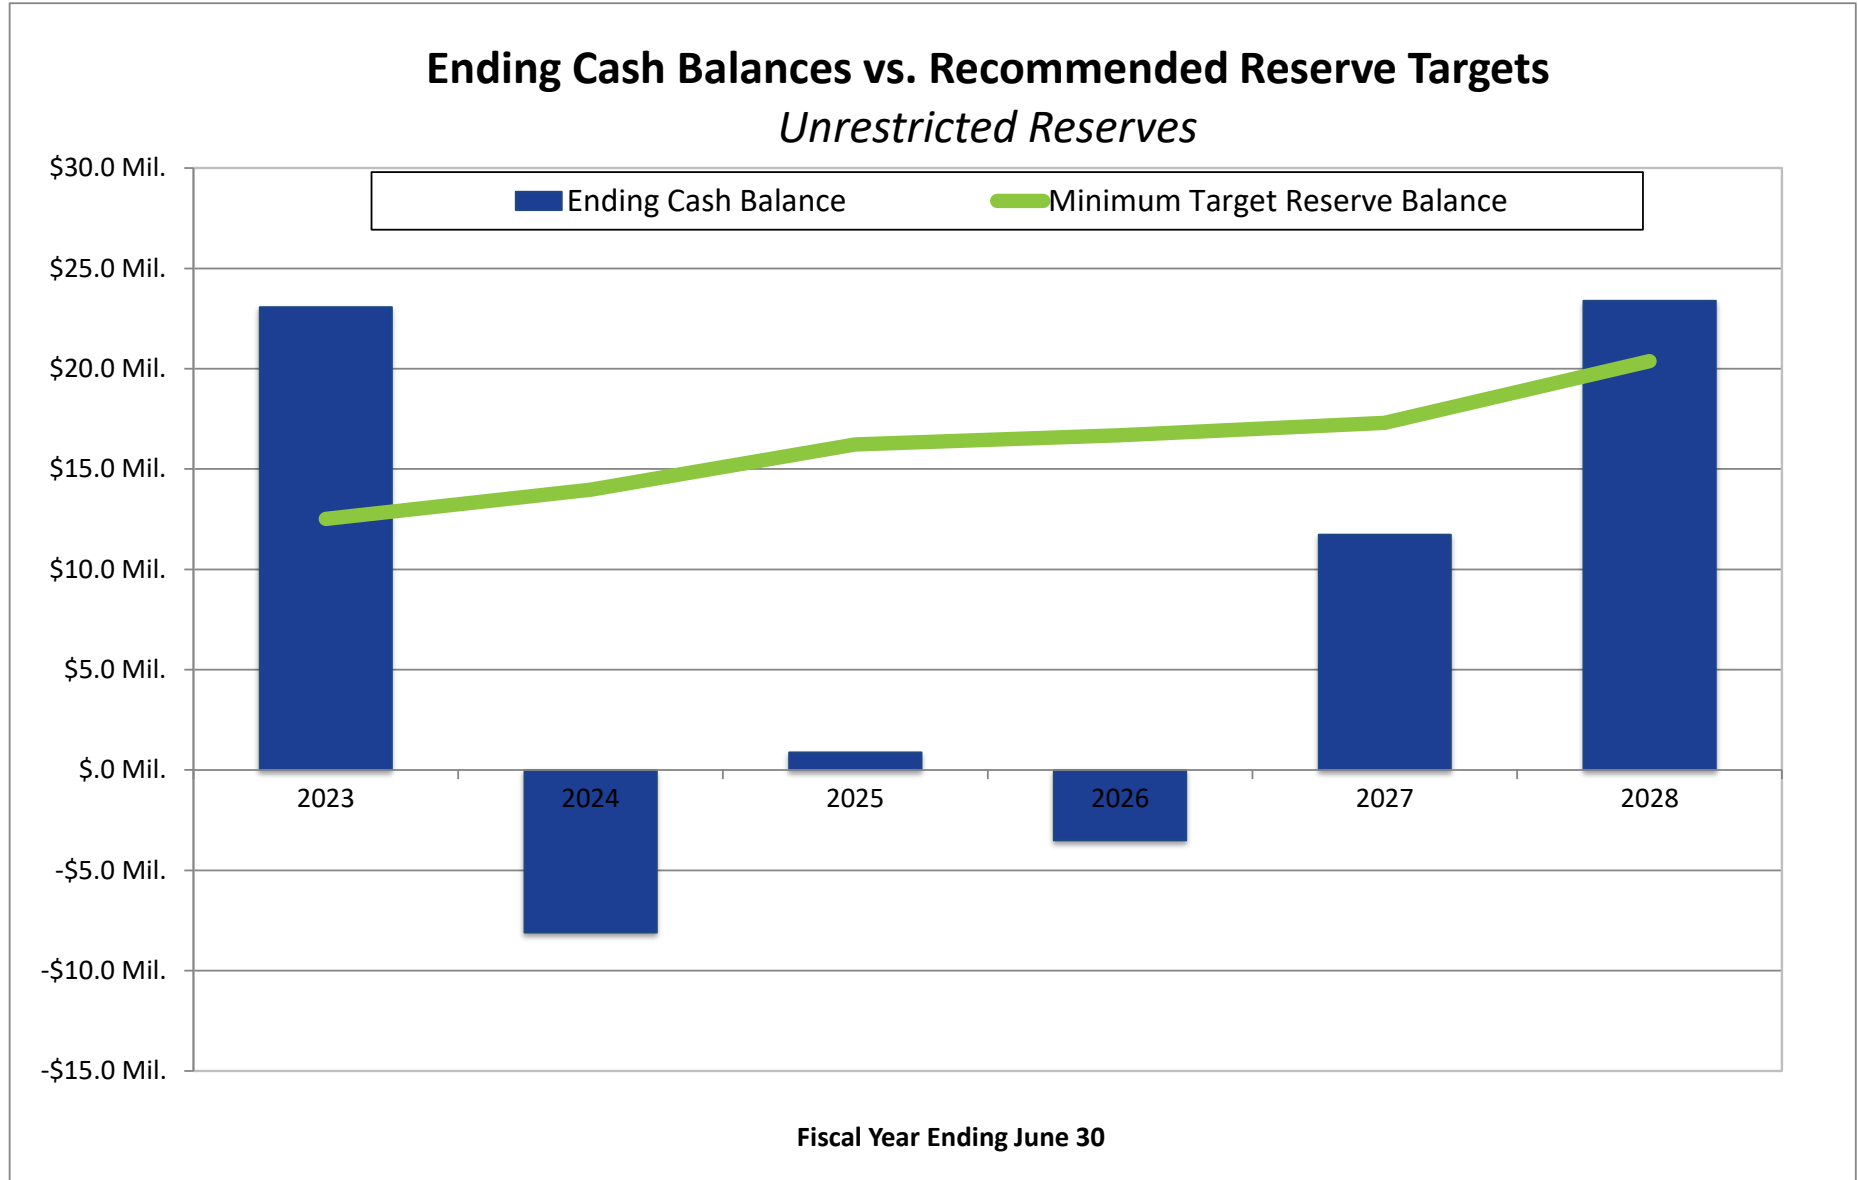 Ending Cash Balances vs. Recommended Reserve Targets
Unrestricted Reserves
$30.0 Mil.
Ending Cash Balance
Minimum Target Reserve Balance
$25.0 Mil.
$20.0 Mil.
$15.0 Mil.
$10.0 Mil.
$5.0 Mil.
$.0 Mil.
2023
2024
2025
2026
2027
2028
-$5.0 Mil.
-$10.0 Mil.
-$15.0 Mil.
Fiscal Year Ending June 30